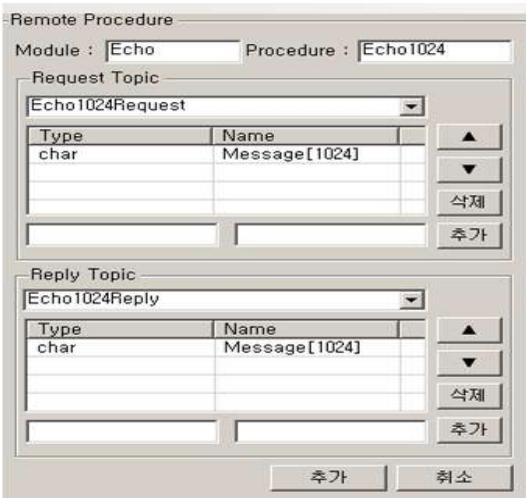 Remote Procedure
Module : Echo Procedure : Echo1024
Request Topic
Echo1024Request
Type Name
char Message[1024]
▲
▼
삭제
추가
Reply Topic
Echo1024Reply
Type Name
char Message[1024]
▲
▼
삭제
추가
추가 취소